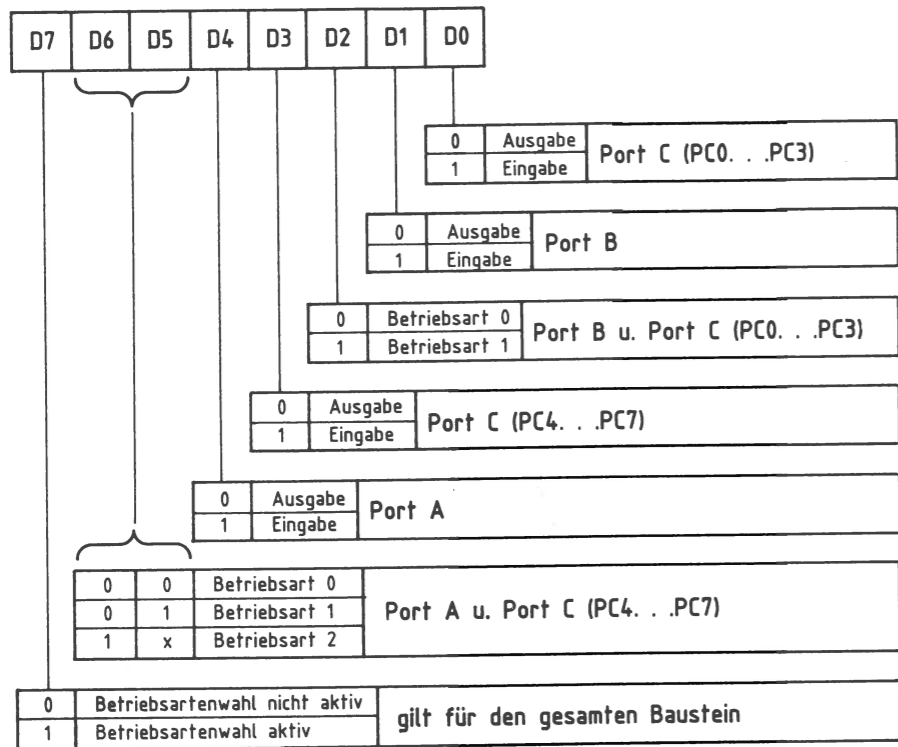 D7 D6 D5 D4 D3 D2 D1 D0
0 Ausgabe
1 Eingabe
Port C (PC0. . .PC3)
0 Ausgabe
1 Eingabe
Port B
0 Betriebsart 0
1 Betriebsart 1
Port B u. Port C (PC0. . .PC3)
0 Ausgabe
1 Eingabe
Port C (PC4. . .PC7)
0 Ausgabe
1 Eingabe
Port A
0 0 Betriebsart 0
0 1 Betriebsart 1
1 x Betriebsart 2
Port A u. Port C (PC4. . .PC7)
0 Betriebsartenwahl nicht aktiv
1 Betriebsartenwahl aktiv
gilt für den gesamten Baustein